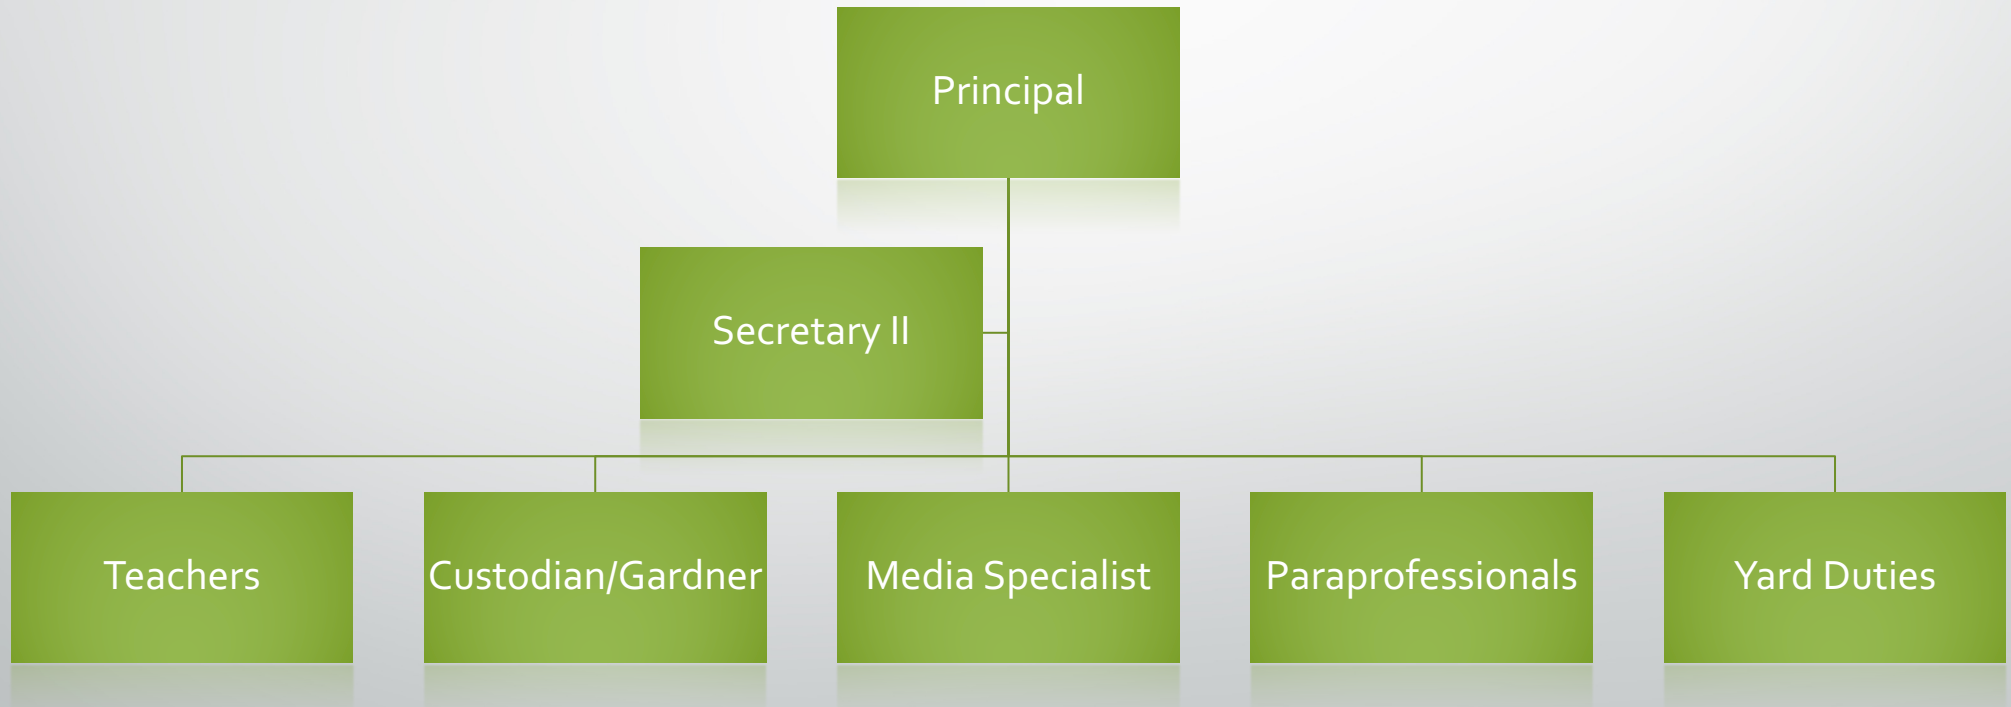 Principal
Secretary II
Teachers
Custodian/Gardner
Media Specialist
Paraprofessionals
Yard Duties